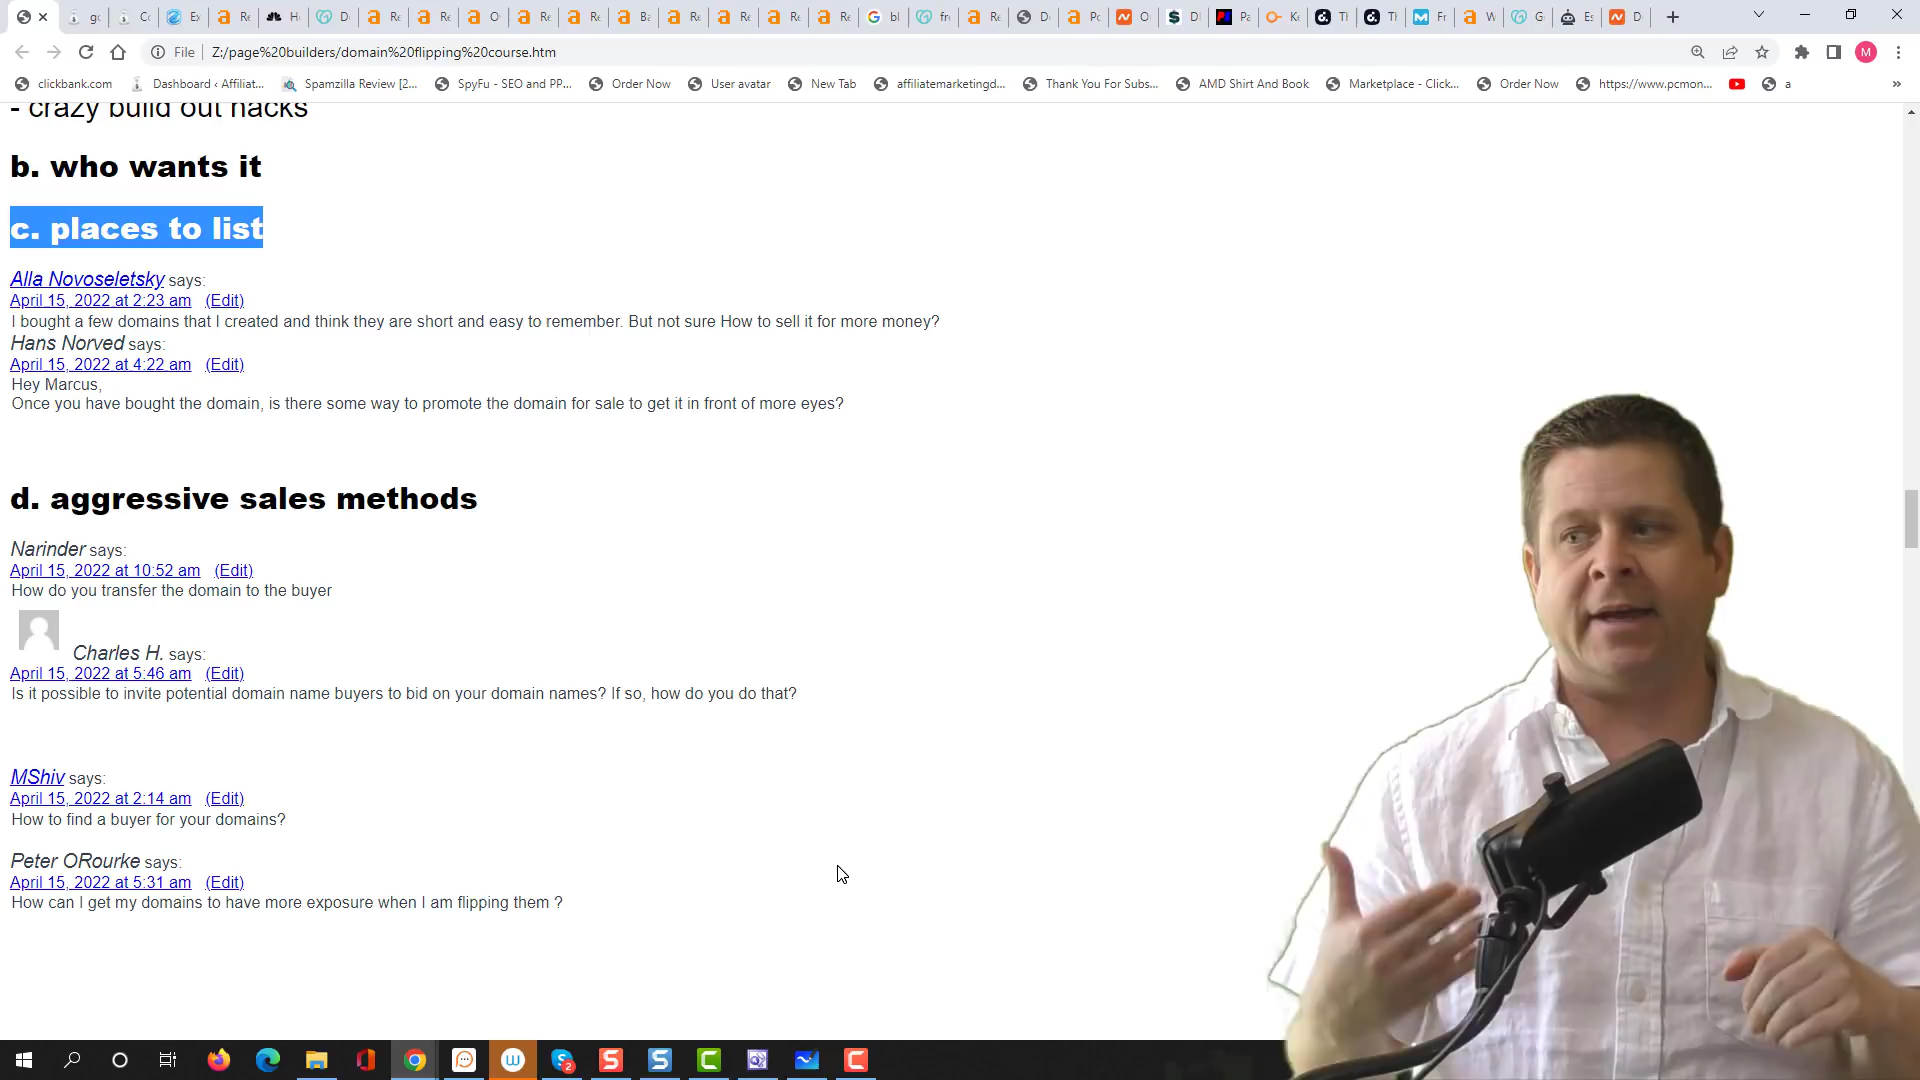 File
Z:/page%20builders/domain%20flipping%20course.htm
M
clickbank.com
Dashboard ‹ Affiliat...
Spamzilla Review [2...
SpyFu - SEO and PP...
Order Now
User avatar
New Tab
affiliatemarketingd...
Thank You For Subs...
AMD Shirt And Book
Marketplace - Click...
Order Now
https://www.pcmon...
a
»
- crazy build out hacks
b. who wants it
c. places to list
Alla Novoseletsky says:
April 15, 2022 at 2:23 am (Edit)
I bought a few domains that I created and think they are short and easy to remember. But not sure How to sell it for more money?
Hans Norved says:
April 15, 2022 at 4:22 am (Edit)
Hey Marcus,
Once you have bought the domain, is there some way to promote the domain for sale to get it in front of more eyes?
d. aggressive sales methods
Narinder says:
April 15, 2022 at 10:52 am (Edit)
How do you transfer the domain to the buyer
Charles H. says:
April 15, 2022 at 5:46 am (Edit)
Is it possible to invite potential domain name buyers to bid on your domain names? If so, how do you do that?
MShiv says:
April 15, 2022 at 2:14 am (Edit)
How to find a buyer for your domains?
Peter ORourke says:
April 15, 2022 at 5:31 am (Edit)
How can I get my domains to have more exposure when I am flipping them ?